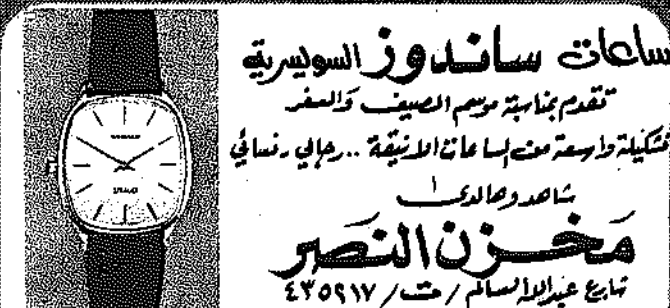 ساعات ساندوز السويسرية
تتقدم بمناسبة موسم الصيف والسفر
تشكيلة واسعة من الساعات الانيقة .. رجالي نسائي
شاهدوها لدى
مخزن النصر
شارع عبدالله السالم / ت / ٤٣٥٩١٧